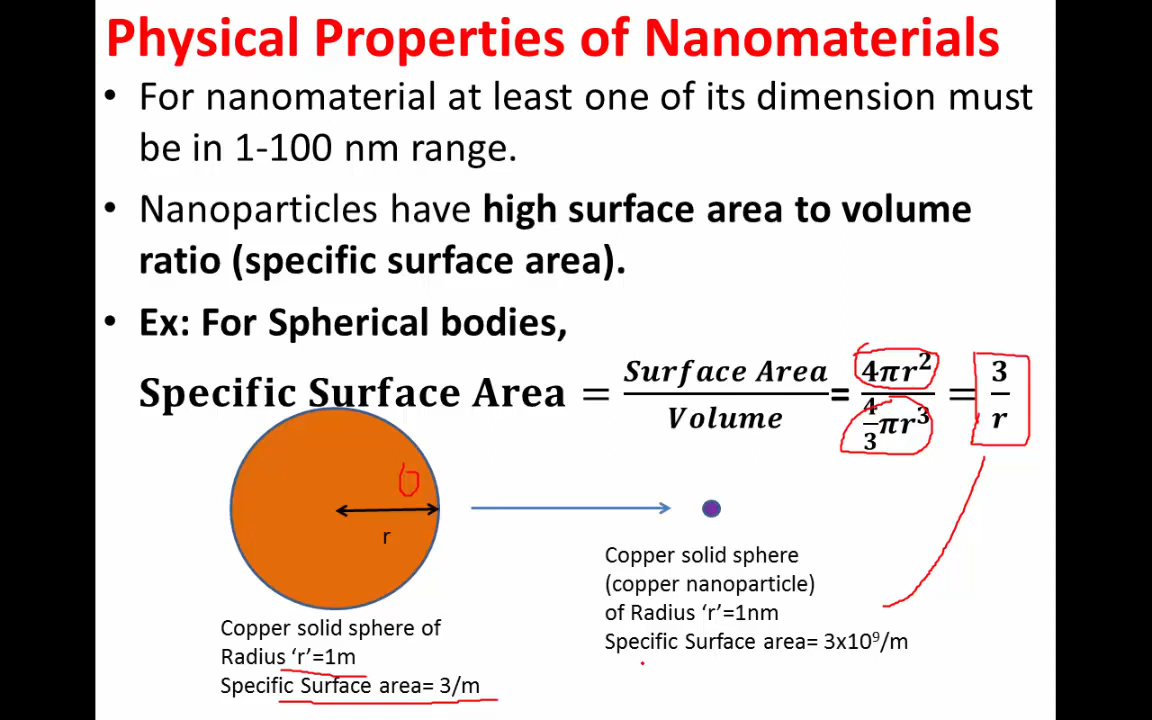 Physical Properties of Nanomaterials
• For nanomaterial at least one of its dimension must
be in 1-100 nm range.
• Nanoparticles have high surface area to volume
ratio (specific surface area).
• Ex: For Spherical bodies,
Specific Surface Area = Surface Area / Volume = 4πr² / (4/3)πr³ = 3/r
r
Copper solid sphere of
Radius ‘r’=1m
Specific Surface area= 3/m
Copper solid sphere
(copper nanoparticle)
of Radius ‘r’=1nm
Specific Surface area= 3x10⁹/m